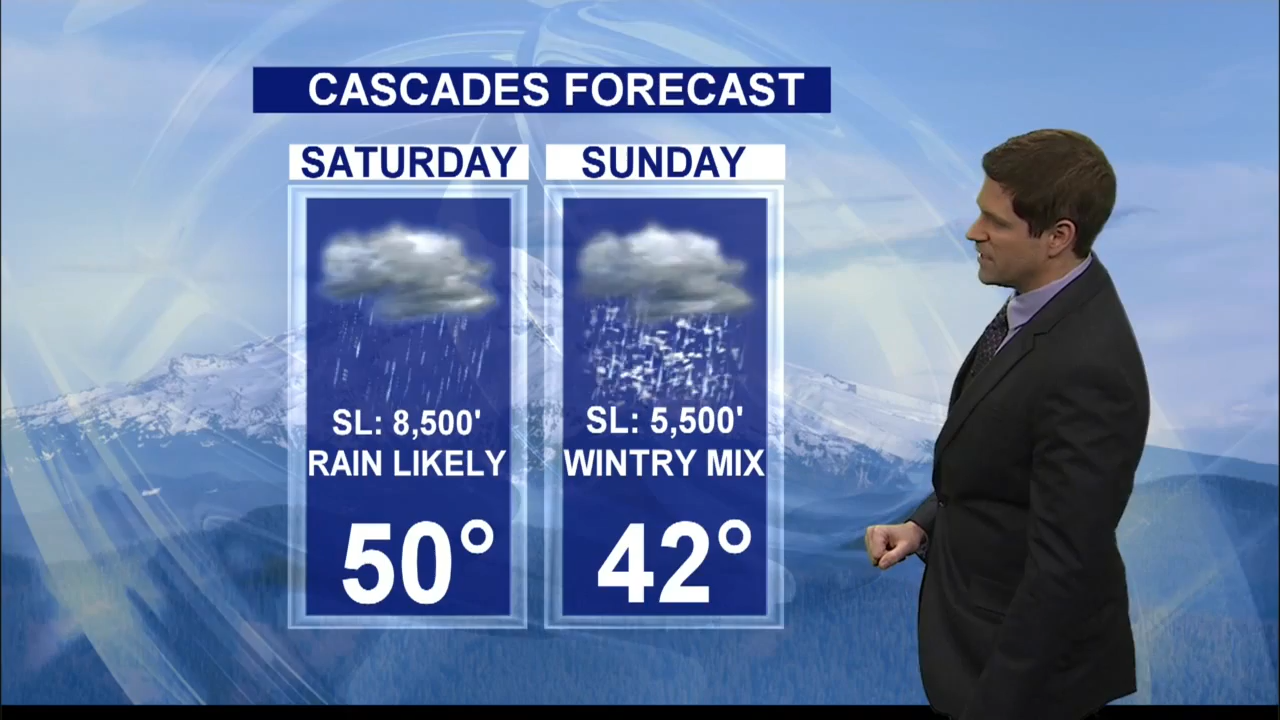 CASCADES FORECAST
SATURDAY
SL: 8,500'
RAIN LIKELY
50°
SUNDAY
SL: 5,500'
WINTRY MIX
42°